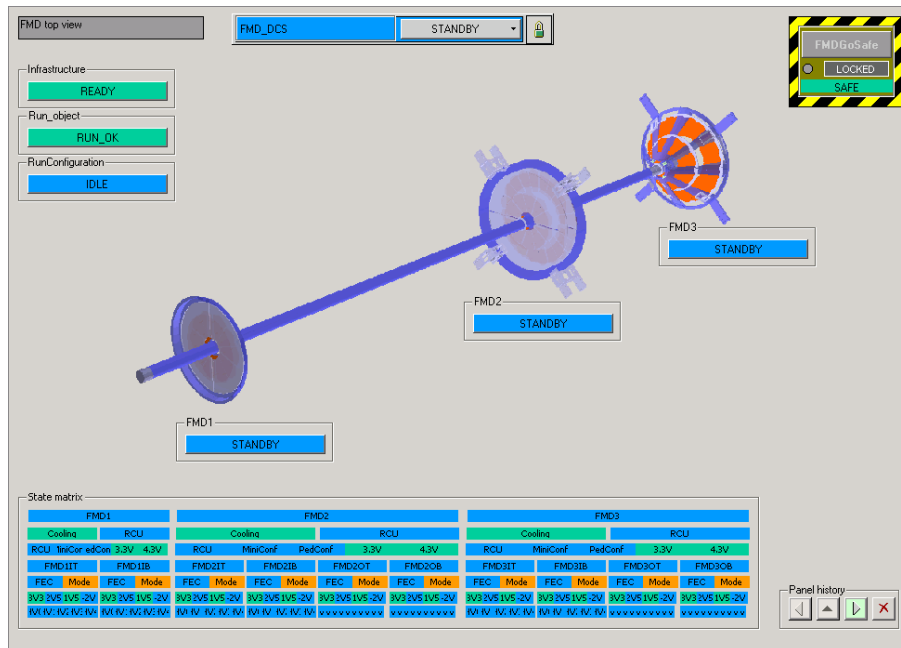 FMD top view
FMD_DCS STANDBY
FMDGoSafe
LOCKED
SAFE
Infrastructure
READY
Run_object
RUN_OK
RunConfiguration
IDLE
FMD3
STANDBY
FMD2
STANDBY
FMD1
STANDBY
State matrix
FMD1 FMD2 FMD3
Cooling RCU Cooling RCU Cooling RCU
RCU 3.3V 4.3V RCU MiniConf PedConf 3.3V 4.3V RCU MiniConf PedConf 3.3V 4.3V
FMD1IT FMD1IB FMD2IT FMD2IB FMD2OT FMD2OB FMD3IT FMD3IB FMD3OT FMD3OB
FEC Mode FEC Mode FEC Mode FEC Mode FEC Mode FEC Mode FEC Mode FEC Mode FEC Mode FEC Mode
3V3 2V5 1V5 -2V 3V3 2V5 1V5 -2V 3V3 2V5 1V5 -2V 3V3 2V5 1V5 -2V 3V3 2V5 1V5 -2V 3V3 2V5 1V5 -2V 3V3 2V5 1V5 -2V 3V3 2V5 1V5 -2V 3V3 2V5 1V5 -2V 3V3 2V5 1V5 -2V
Panel history